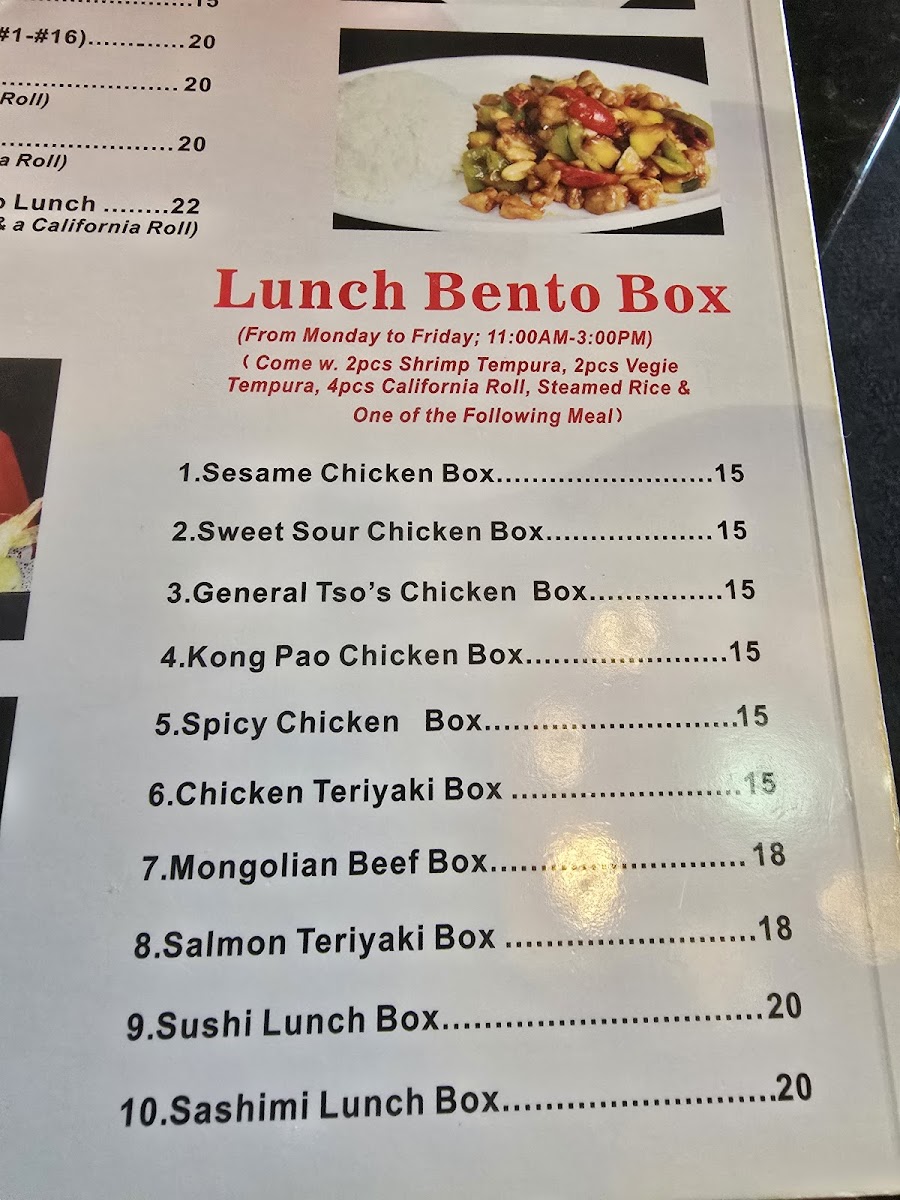 15
#1-#16)..............20
........................ 20
Roll)
........................20
a Roll)
Lunch ........22
& a California Roll)
Lunch Bento Box
(From Monday to Friday; 11:00AM-3:00PM)
( Come w. 2pcs Shrimp Tempura, 2pcs Vegie
Tempura, 4pcs California Roll, Steamed Rice &
One of the Following Meal)
1.Sesame Chicken Box.........................15
2.Sweet Sour Chicken Box...................15
3.General Tso's Chicken Box...............15
4.Kong Pao Chicken Box.......................15
5.Spicy Chicken Box............................15
6.Chicken Teriyaki Box .........................15
7.Mongolian Beef Box........................... 18
8.Salmon Teriyaki Box ..........................18
9.Sushi Lunch Box................................20
10.Sashimi Lunch Box...........................20